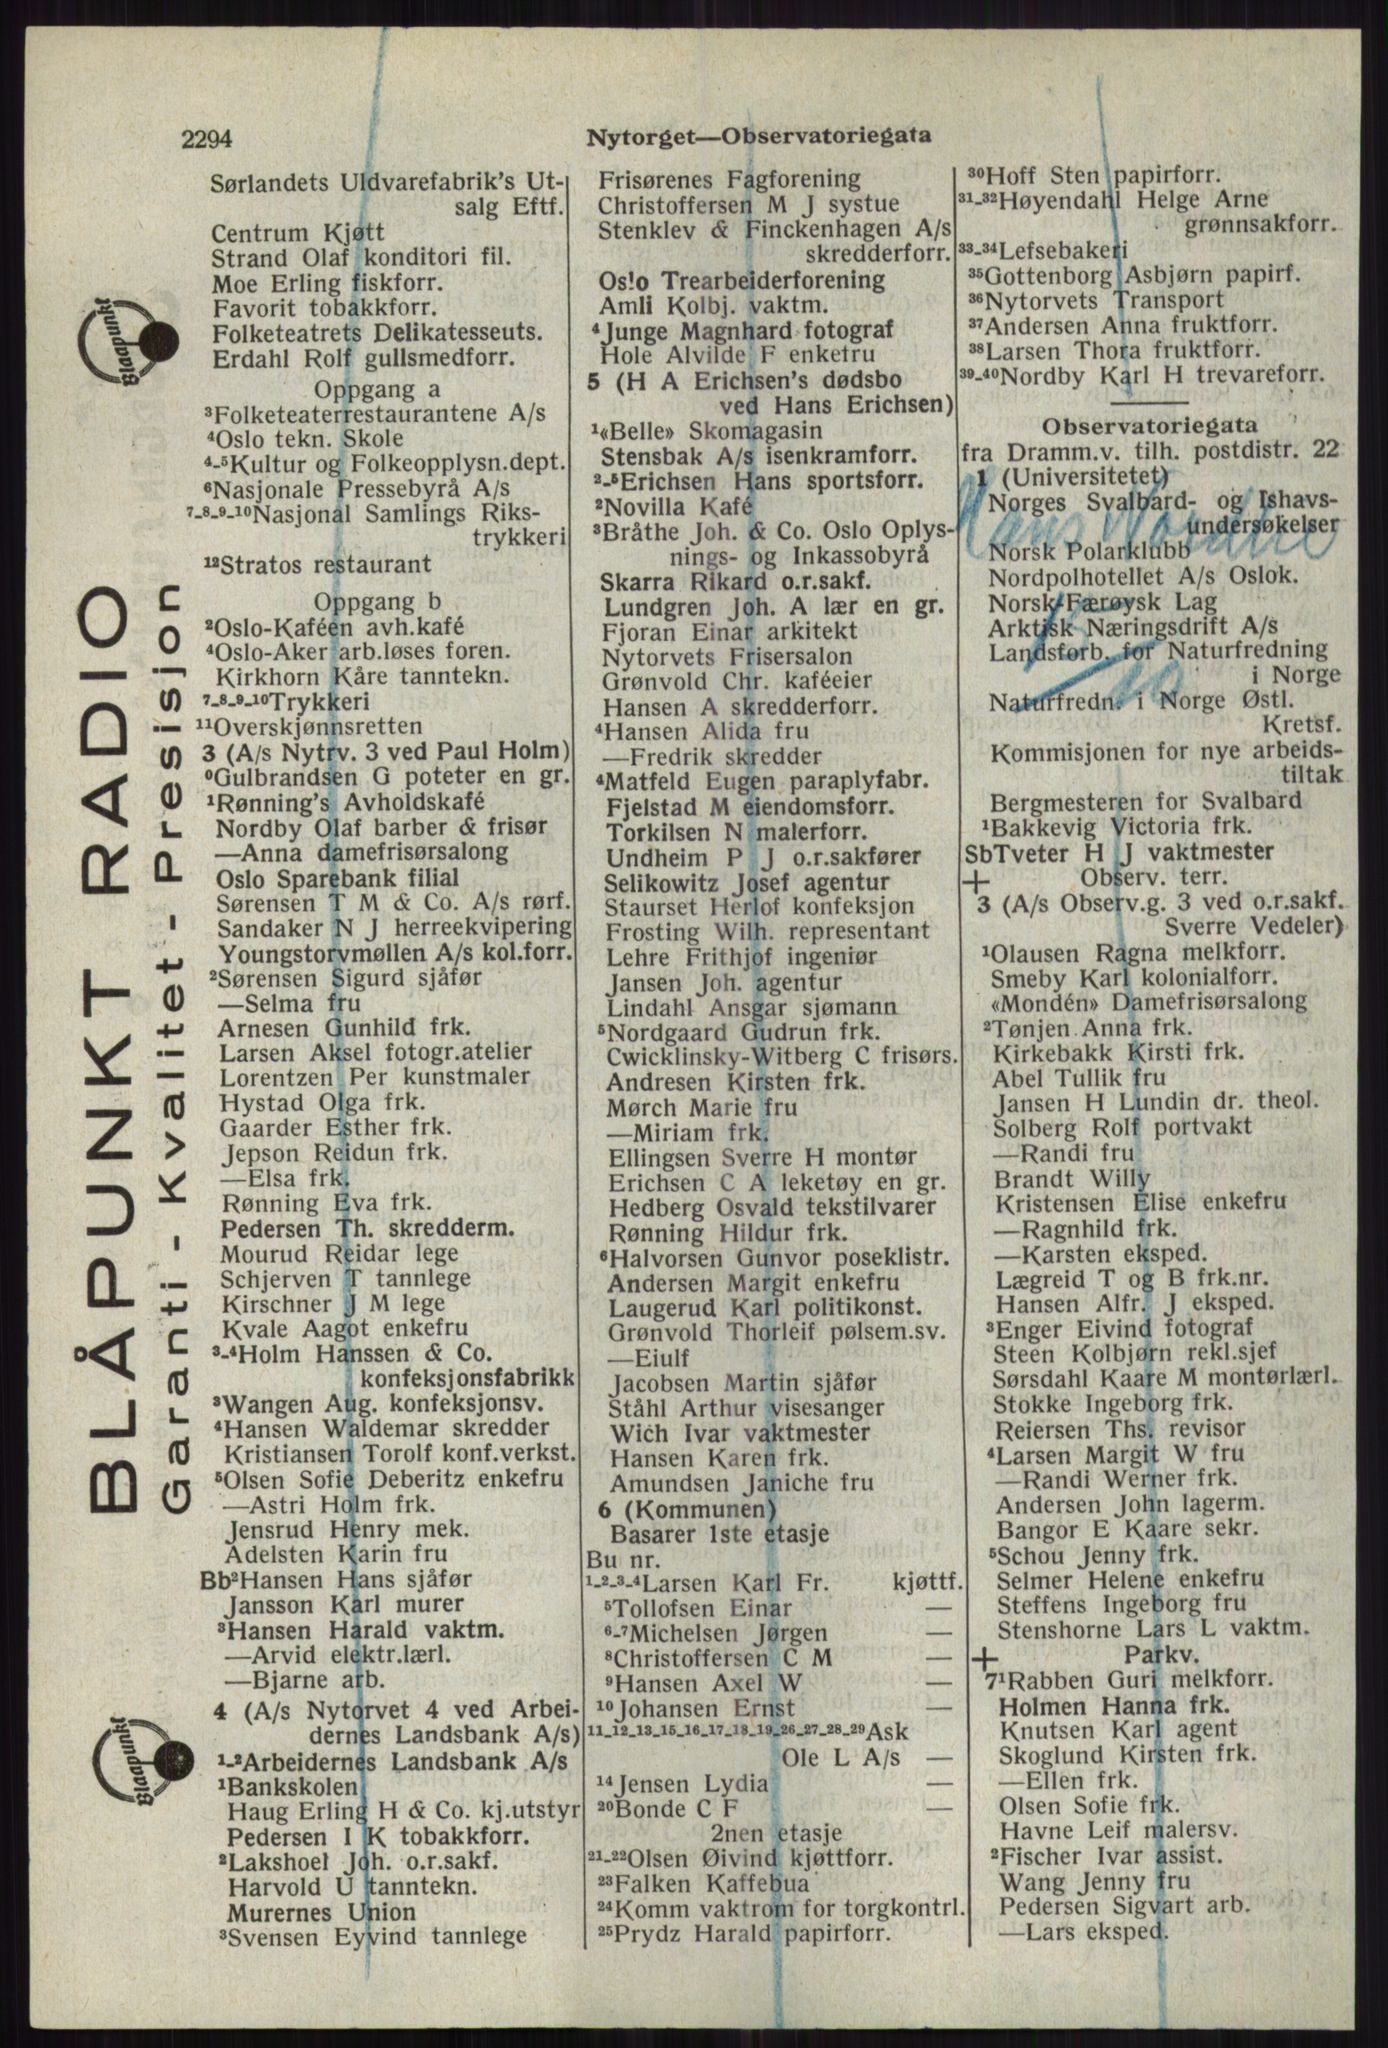 2294
Nytorget—Observatoriegata
BLÅPUNKT RADIO
Garanti - Kvalitet - Presisjon
Blaapunkt
Blaapunkt
Sørlandets Uldvarefabrik's Ut-
salg Eftf.
Centrum Kjøtt
Strand Olaf konditori fil.
Moe Erling fiskforr.
Favorit tobakkforr.
Folketeatrets Delikatesseuts.
Erdahl Rolf gullsmedforr.
Oppgang a
³Folketeaterrestaurantene A/s
⁴Oslo tekn. Skole
⁴-⁵Kultur og Folkeopplysn.dept.
⁶Nasjonale Pressebyrå A/s
⁷-⁸-⁹-¹⁰Nasjonal Samlings Riks-
trykkeri
¹²Stratos restaurant
Oppgang b
²Oslo-Kaféen avh.kafé
⁴Oslo-Aker arb.løses foren.
Kirkhorn Kåre tanntekn.
⁷-⁸-⁹-¹⁰Trykkeri
¹¹Overskjønnsretten
3 (A/s Nytrv. 3 ved Paul Holm)
⁰Gulbrandsen G poteter en gr.
¹Rønning's Avholdskafé
Nordby Olaf barber & frisør
—Anna damefrisørsalong
Oslo Sparebank filial
Sørensen T M & Co. A/s rørf.
Sandaker N J herreekvipering
Youngstorvmøllen A/s kol.forr.
²Sørensen Sigurd sjåfør
—Selma fru
Arnesen Gunhild frk.
Larsen Aksel fotogr.atelier
Lorentzen Per kunstmaler
Hystad Olga frk.
Gaarder Esther frk.
Jepson Reidun frk.
—Elsa frk.
Rønning Eva frk.
Pedersen Th. skredderm.
Mourud Reidar lege
Schjerven T tannlege
Kirschner J M lege
Kvale Aagot enkefru
³-⁴Holm Hanssen & Co.
konfeksjonsfabrikk
³Wangen Aug. konfeksjonsv.
⁴Hansen Waldemar skredder
Kristiansen Torolf konf.verkst.
⁵Olsen Sofie Deberitz enkefru
—Astri Holm frk.
Jensrud Henry mek.
Adelsten Karin fru
Bb²Hansen Hans sjåfør
Jansson Karl murer
³Hansen Harald vaktm.
—Arvid elektr.lærl.
—Bjarne arb.
4 (A/s Nytorvet 4 ved Arbei-
dernes Landsbank A/s)
¹-²Arbeidernes Landsbank A/s
¹Bankskolen
Haug Erling H & Co. kj.utstyr
Pedersen I K tobakkforr.
²Lakshoel Joh. o.r.sakf.
Harvold U tanntekn.
Murernes Union
³Svensen Eyvind tannlege
Frisørenes Fagforening
Christoffersen M J systue
Stenklev & Finckenhagen A/s
skredderforr.
Os!o Trearbeiderforening
Amli Kolbj. vaktm.
⁴Junge Magnhard fotograf
Hole Alvilde F enkefru
5 (H A Erichsen's dødsbo
ved Hans Erichsen)
¹«Belle» Skomagasin
Stensbak A/s isenkramforr.
²-⁵Erichsen Hans sportsforr.
²Novilla Kafé
³Bråthe Joh. & Co. Oslo Oplys-
nings- og Inkassobyrå
Skarra Rikard o.r.sakf.
Lundgren Joh. A lær en gr.
Fjoran Einar arkitekt
Nytorvets Frisersalon
Grønvold Chr. kaféeier
Hansen A skredderforr.
⁴Hansen Alida fru
—Fredrik skredder
⁴Matfeld Eugen paraplyfabr.
Fjelstad M eiendomsforr.
Torkilsen N malerforr.
Undheim P J o.r.sakfører
Selikowitz Josef agentur
Staurset Herlof konfeksjon
Frosting Wilh. representant
Lehre Frithjof ingeniør
Jansen Joh. agentur
Lindahl Ansgar sjømann
⁵Nordgaard Gudrun frk.
Cwicklinsky-Witberg C frisørs.
Andresen Kirsten frk.
Mørch Marie fru
—Miriam frk.
Ellingsen Sverre H montør
Erichsen C A leketøy en gr.
Hedberg Osvald tekstilvarer
Rønning Hildur frk.
⁶Halvorsen Gunvor poseklistr.
Andersen Margit enkefru
Laugerud Karl politikonst.
Grønvold Thorleif pølsem.sv.
—Eiulf
Jacobsen Martin sjåfør
Ståhl Arthur visesanger
Wich Ivar vaktmester
Hansen Karen frk.
Amundsen Janiche fru
6 (Kommunen)
Basarer 1ste etasje
Bu nr.
¹-²-³-⁴Larsen Karl Fr. kjøttf.
⁵Tollofsen Einar —
⁶-⁷Michelsen Jørgen —
⁸Christoffersen C M —
⁹Hansen Axel W —
¹⁰Johansen Ernst —
¹¹-¹²-¹³-¹⁵-¹⁶-¹⁷-¹⁸-¹⁹-²⁶-²⁷-²⁸-²⁹Ask
Ole L A/s —
¹⁴Jensen Lydia —
²⁰Bonde C F —
2nen etasje
²¹-²²Olsen Øivind kjøttforr.
²³Falken Kaffebua
²⁴Komm vaktrom for torgkontrl.
²⁵Prydz Harald papirforr.
³⁰Hoff Sten papirforr.
³¹-³²Høyendahl Helge Arne
grønnsakforr.
³³-³⁴Lefsebakeri
³⁵Gottenborg Asbjørn papirf.
³⁶Nytorvets Transport
³⁷Andersen Anna fruktforr.
³⁸Larsen Thora fruktforr.
³⁹-⁴⁰Nordby Karl H trevareforr.
Observatoriegata
fra Dramm.v. tilh. postdistr. 22
1 (Universitetet)
Norges Svalbard- og Ishavs-
undersøkelser
Norsk Polarklubb
Nordpolhotellet A/s Oslok.
Norsk-Færøysk Lag
Arktisk Næringsdrift A/s
Landsforb. for Naturfredning
i Norge
Naturfredn. i Norge Østl.
Kretsf.
Kommisjonen for nye arbeids-
tiltak
Bergmesteren for Svalbard
¹Bakkevig Victoria frk.
SbTveter H J vaktmester
+ Observ. terr.
3 (A/s Observ.g. 3 ved o.r.sakf.
Sverre Vedeler)
¹Olausen Ragna melkforr.
Smeby Karl kolonialforr.
«Mondén» Damefrisørsalong
²Tønjen Anna frk.
Kirkebakk Kirsti frk.
Abel Tullik fru
Jansen H Lundin dr. theol.
Solberg Rolf portvakt
—Randi fru
Brandt Willy
Kristensen Elise enkefru
—Ragnhild frk.
—Karsten eksped.
Lægreid T og B frk.nr.
Hansen Alfr. J eksped.
³Enger Eivind fotograf
Steen Kolbjørn rekl.sjef
Sørsdahl Kaare M montørlærl.
Stokke Ingeborg frk.
Reiersen Ths. revisor
⁴Larsen Margit W fru
—Randi Werner frk.
Andersen John lagerm.
Bangor E Kaare sekr.
⁵Schou Jenny frk.
Selmer Helene enkefru
Steffens Ingeborg fru
Stenshorne Lars L vaktm.
+ Parkv.
7¹Rabben Guri melkforr.
Holmen Hanna frk.
Knutsen Karl agent
Skoglund Kirsten frk.
—Ellen frk.
Olsen Sofie frk.
Havne Leif malersv.
²Fischer Ivar assist.
Wang Jenny fru
Pedersen Sigvart arb.
—Lars eksped.